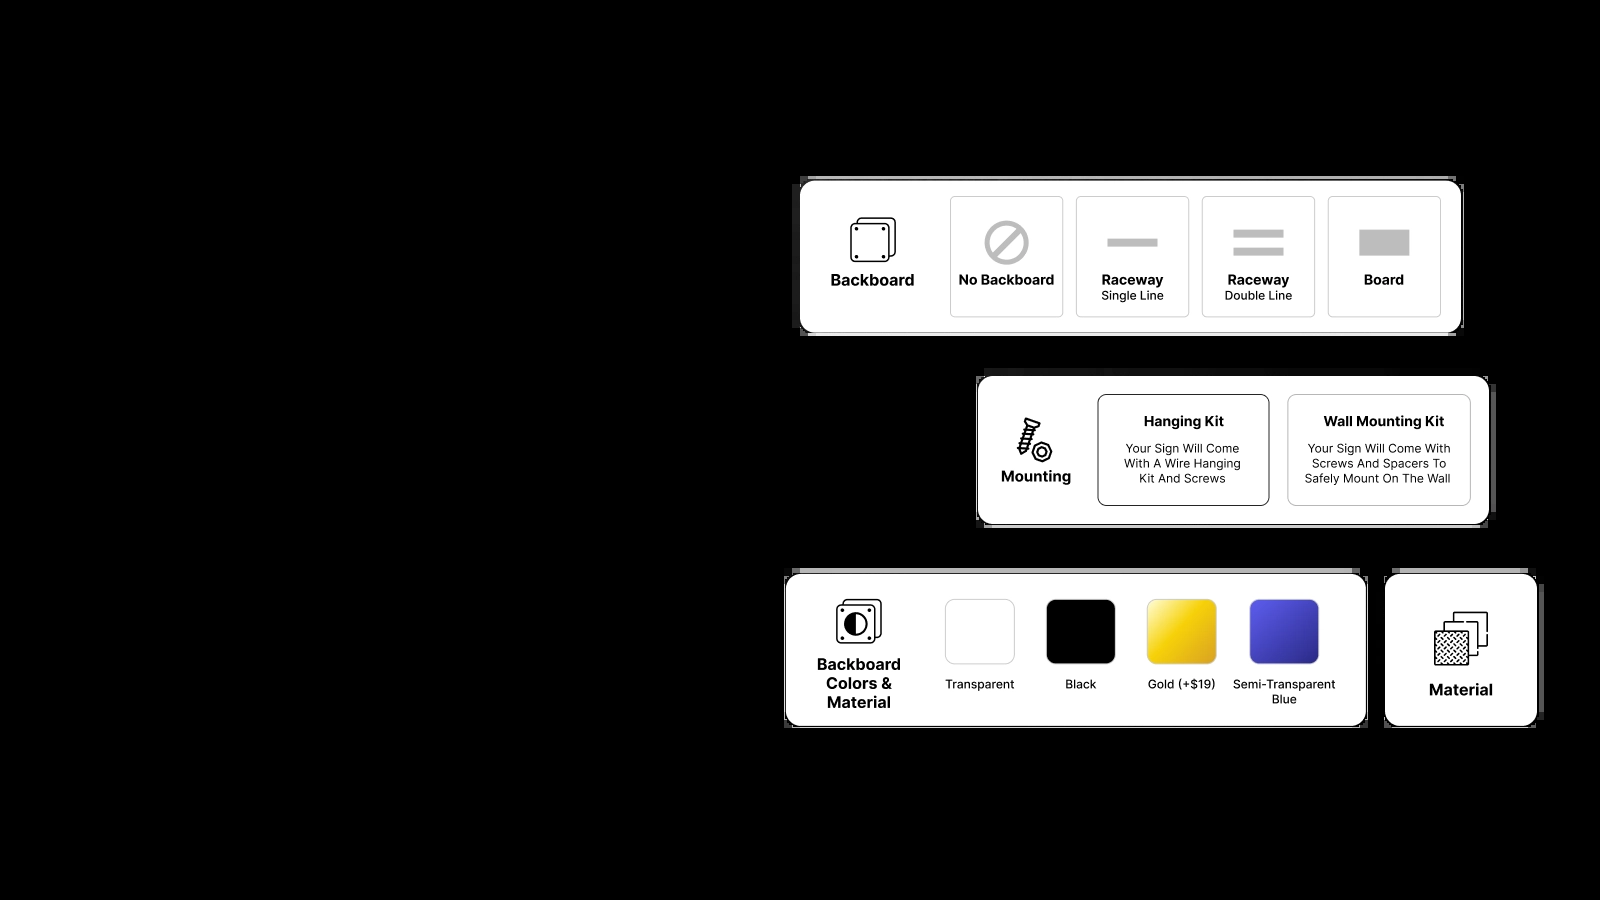 Backboard
No Backboard
Raceway
Single Line
Raceway
Double Line
Board
Mounting
Hanging Kit
Your Sign Will Come
With A Wire Hanging
Kit And Screws
Wall Mounting Kit
Your Sign Will Come With
Screws And Spacers To
Safely Mount On The Wall
Backboard
Colors &
Material
Transparent
Black
Gold (+$19)
Semi-Transparent
Blue
Material